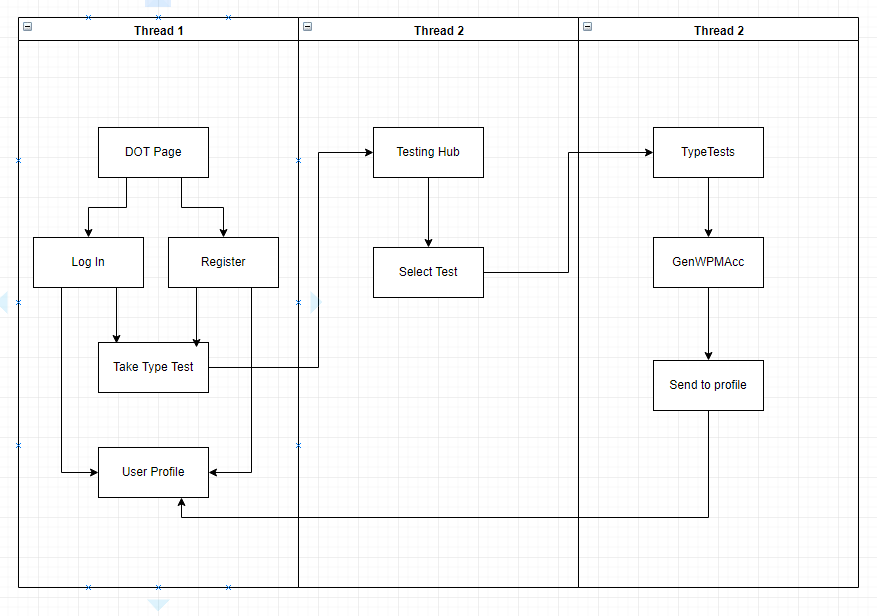 Thread 1
Thread 2
Thread 2
DOT Page
Testing Hub
TypeTests
Log In
Register
Select Test
GenWPMAcc
Take Type Test
Send to profile
User Profile